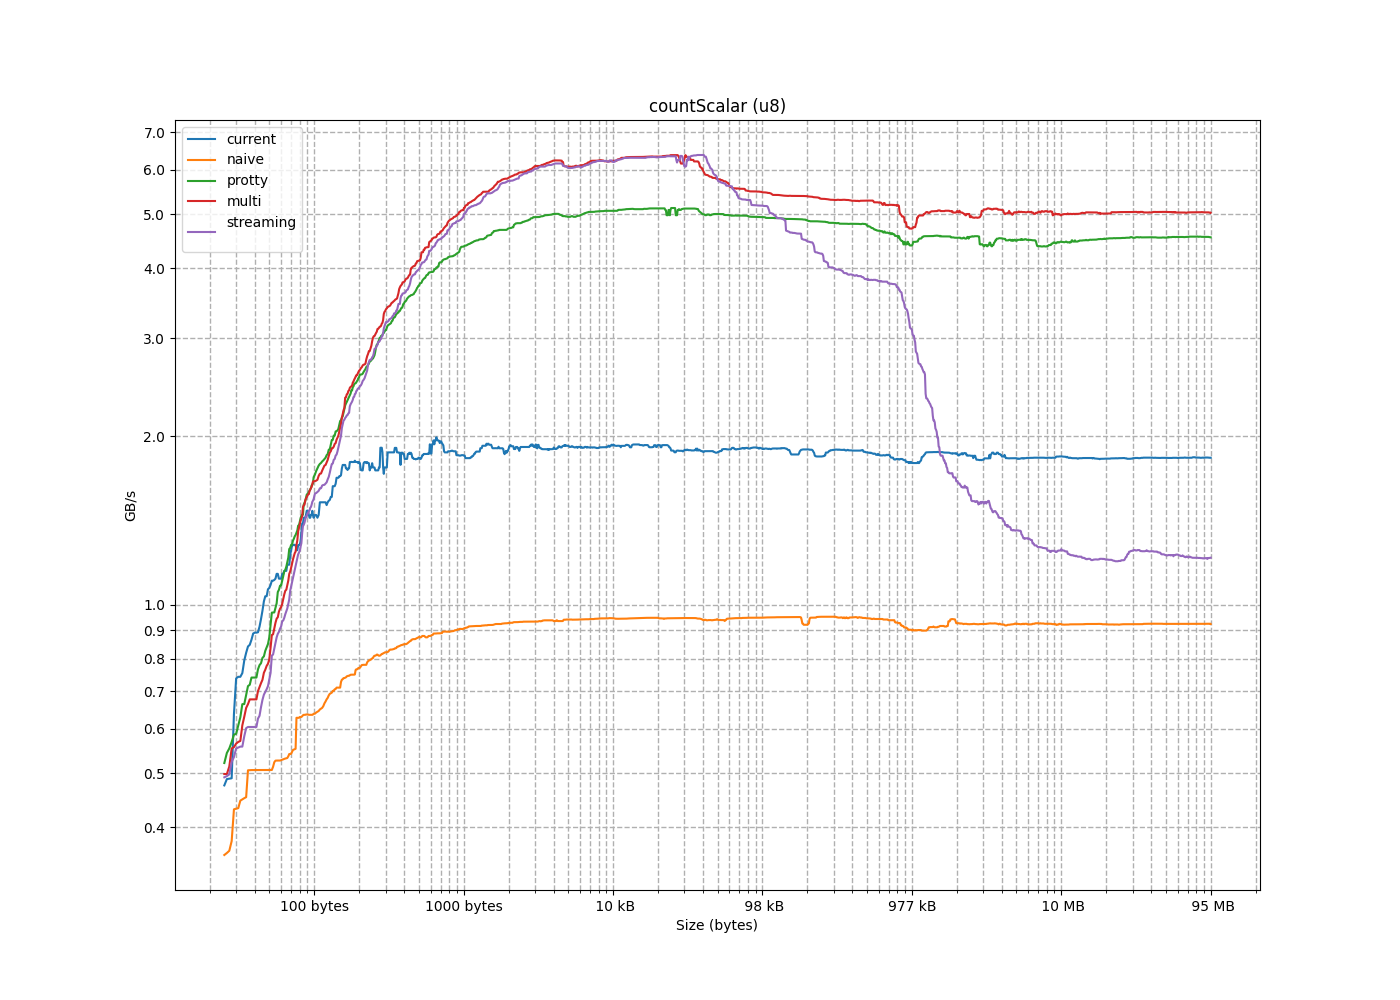 countScalar (u8)
current
naive
protty
multi
streaming
7.0
6.0
5.0
4.0
3.0
2.0
1.0
0.9
0.8
0.7
0.6
0.5
0.4
GB/s
100 bytes 1000 bytes 10 kB 98 kB 977 kB 10 MB 95 MB
Size (bytes)